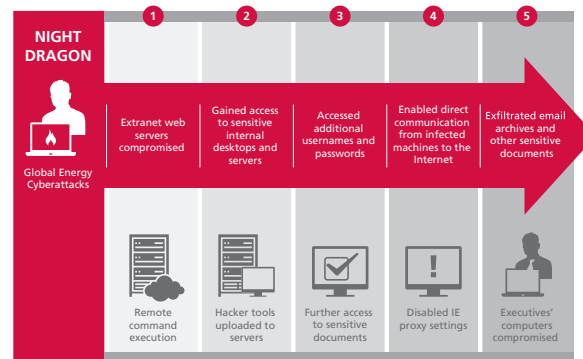 NIGHT
DRAGON
Global Energy
Cyberattacks
1
Extranet web
servers
compromised
Remote
command
execution
2
Gained access
to sensitive
internal
desktops and
servers
Hacker tools
uploaded to
servers
3
Accessed
additional
usernames and
passwords
Further access
to sensitive
documents
4
Enabled direct
communication
from infected
machines to the
Internet
!
Disabled IE
proxy settings
5
Exfiltrated email
archives and
other sensitive
documents
Executives'
computers
compromised